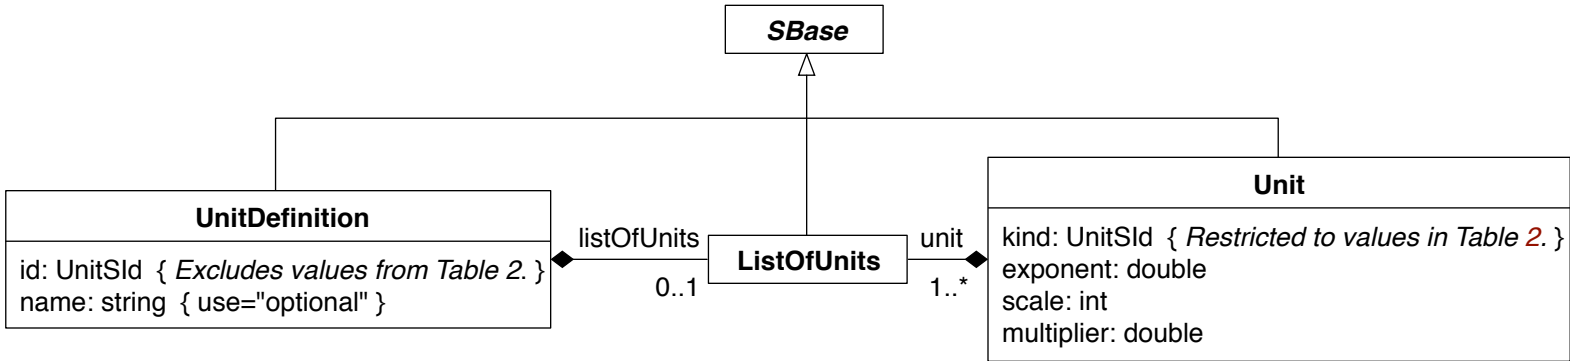 SBase
UnitDefinition
id: UnitSId { Excludes values from Table 2. }
name: string { use="optional" }
listOfUnits
0..1
ListOfUnits
unit
1..*
Unit
kind: UnitSId { Restricted to values in Table 2. }
exponent: double
scale: int
multiplier: double